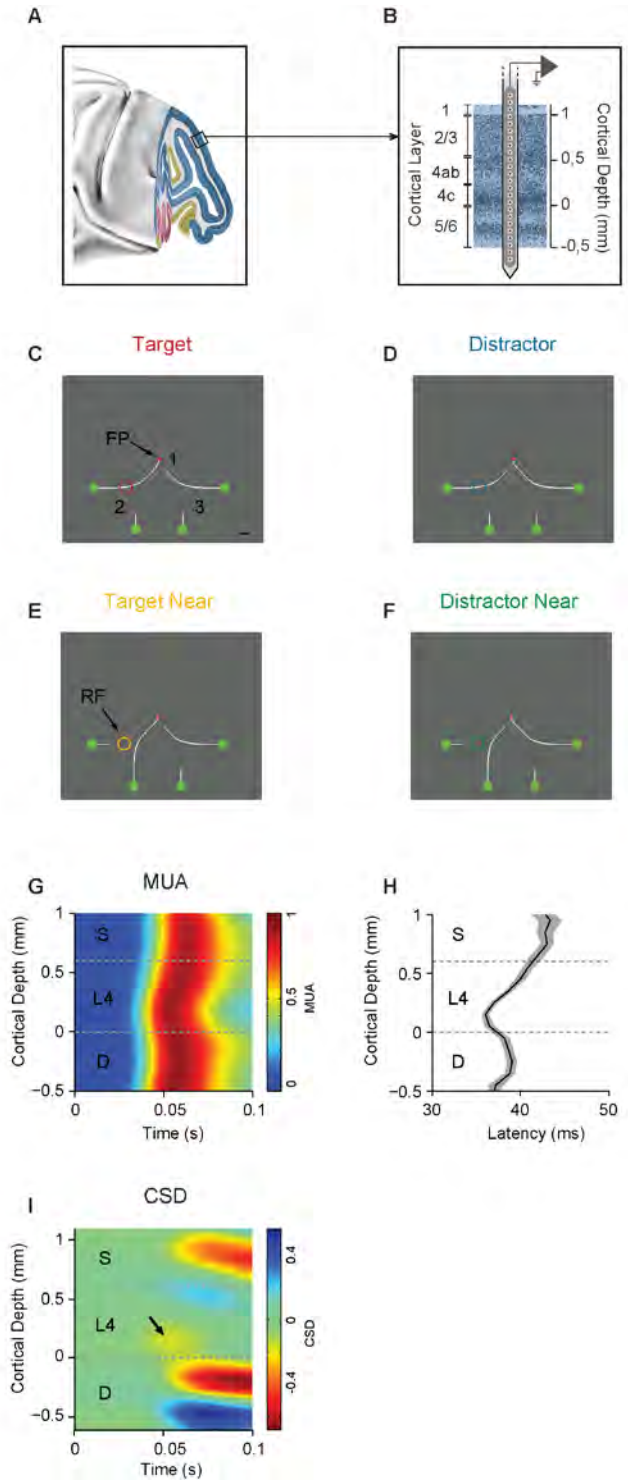 A
B
Cortical Layer
1
2/3
4ab
4c
5/6
1
0,5
0
−0,5
Cortical Depth (mm)
C
Target
FP
1
2
3
D
Distractor
E
Target Near
RF
F
Distractor Near
G
MUA
Cortical Depth (mm)
1
0.5
0
−0.5
S
L4
D
0
0.05
0.1
Time (s)
1
0.5
0
MUA
H
1
0.5
0
−0.5
S
L4
D
30
40
50
Latency (ms)
I
CSD
Cortical Depth (mm)
1
0.5
0
−0.5
S
L4
D
0
0.05
0.1
Time (s)
0.4
0
-0.4
CSD